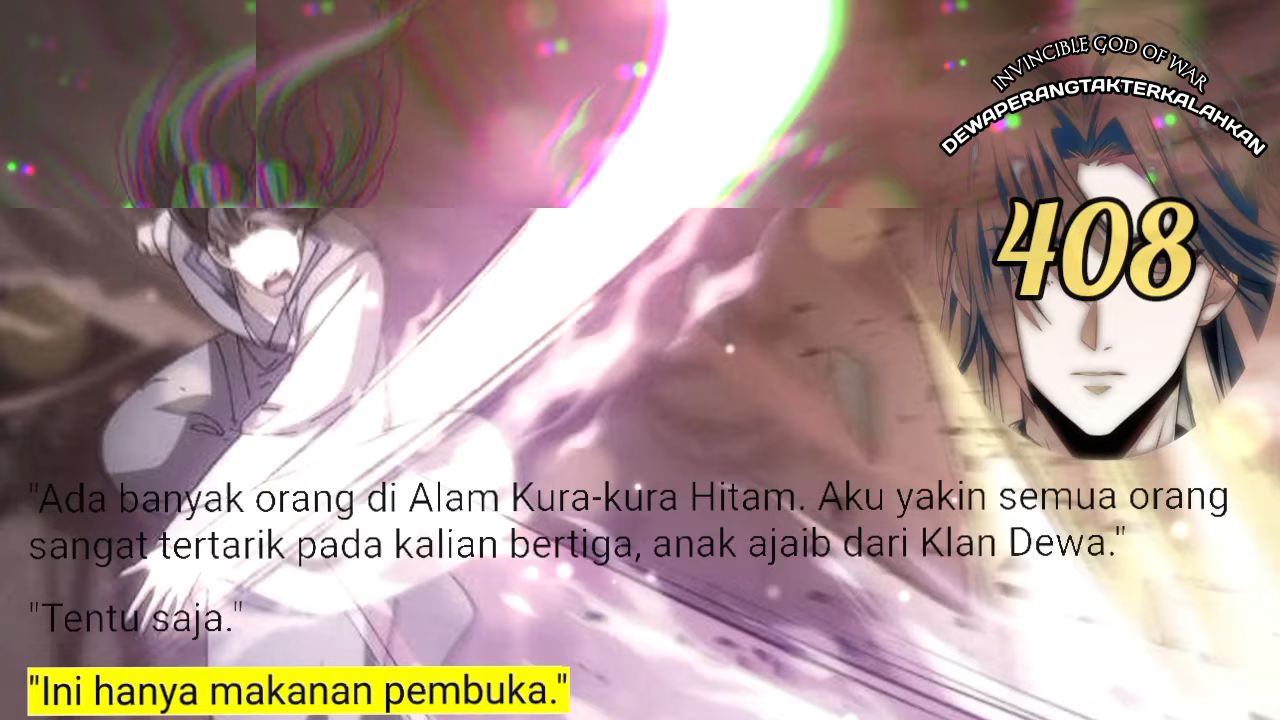 INVINCIBLE GOD OF WAR
DEWAPERANGTAKTERKALAHKAN
408
"Ada banyak orang di Alam Kura-kura Hitam. Aku yakin semua orang
sangat tertarik pada kalian bertiga, anak ajaib dari Klan Dewa."
"Tentu saja."
"Ini hanya makanan pembuka."